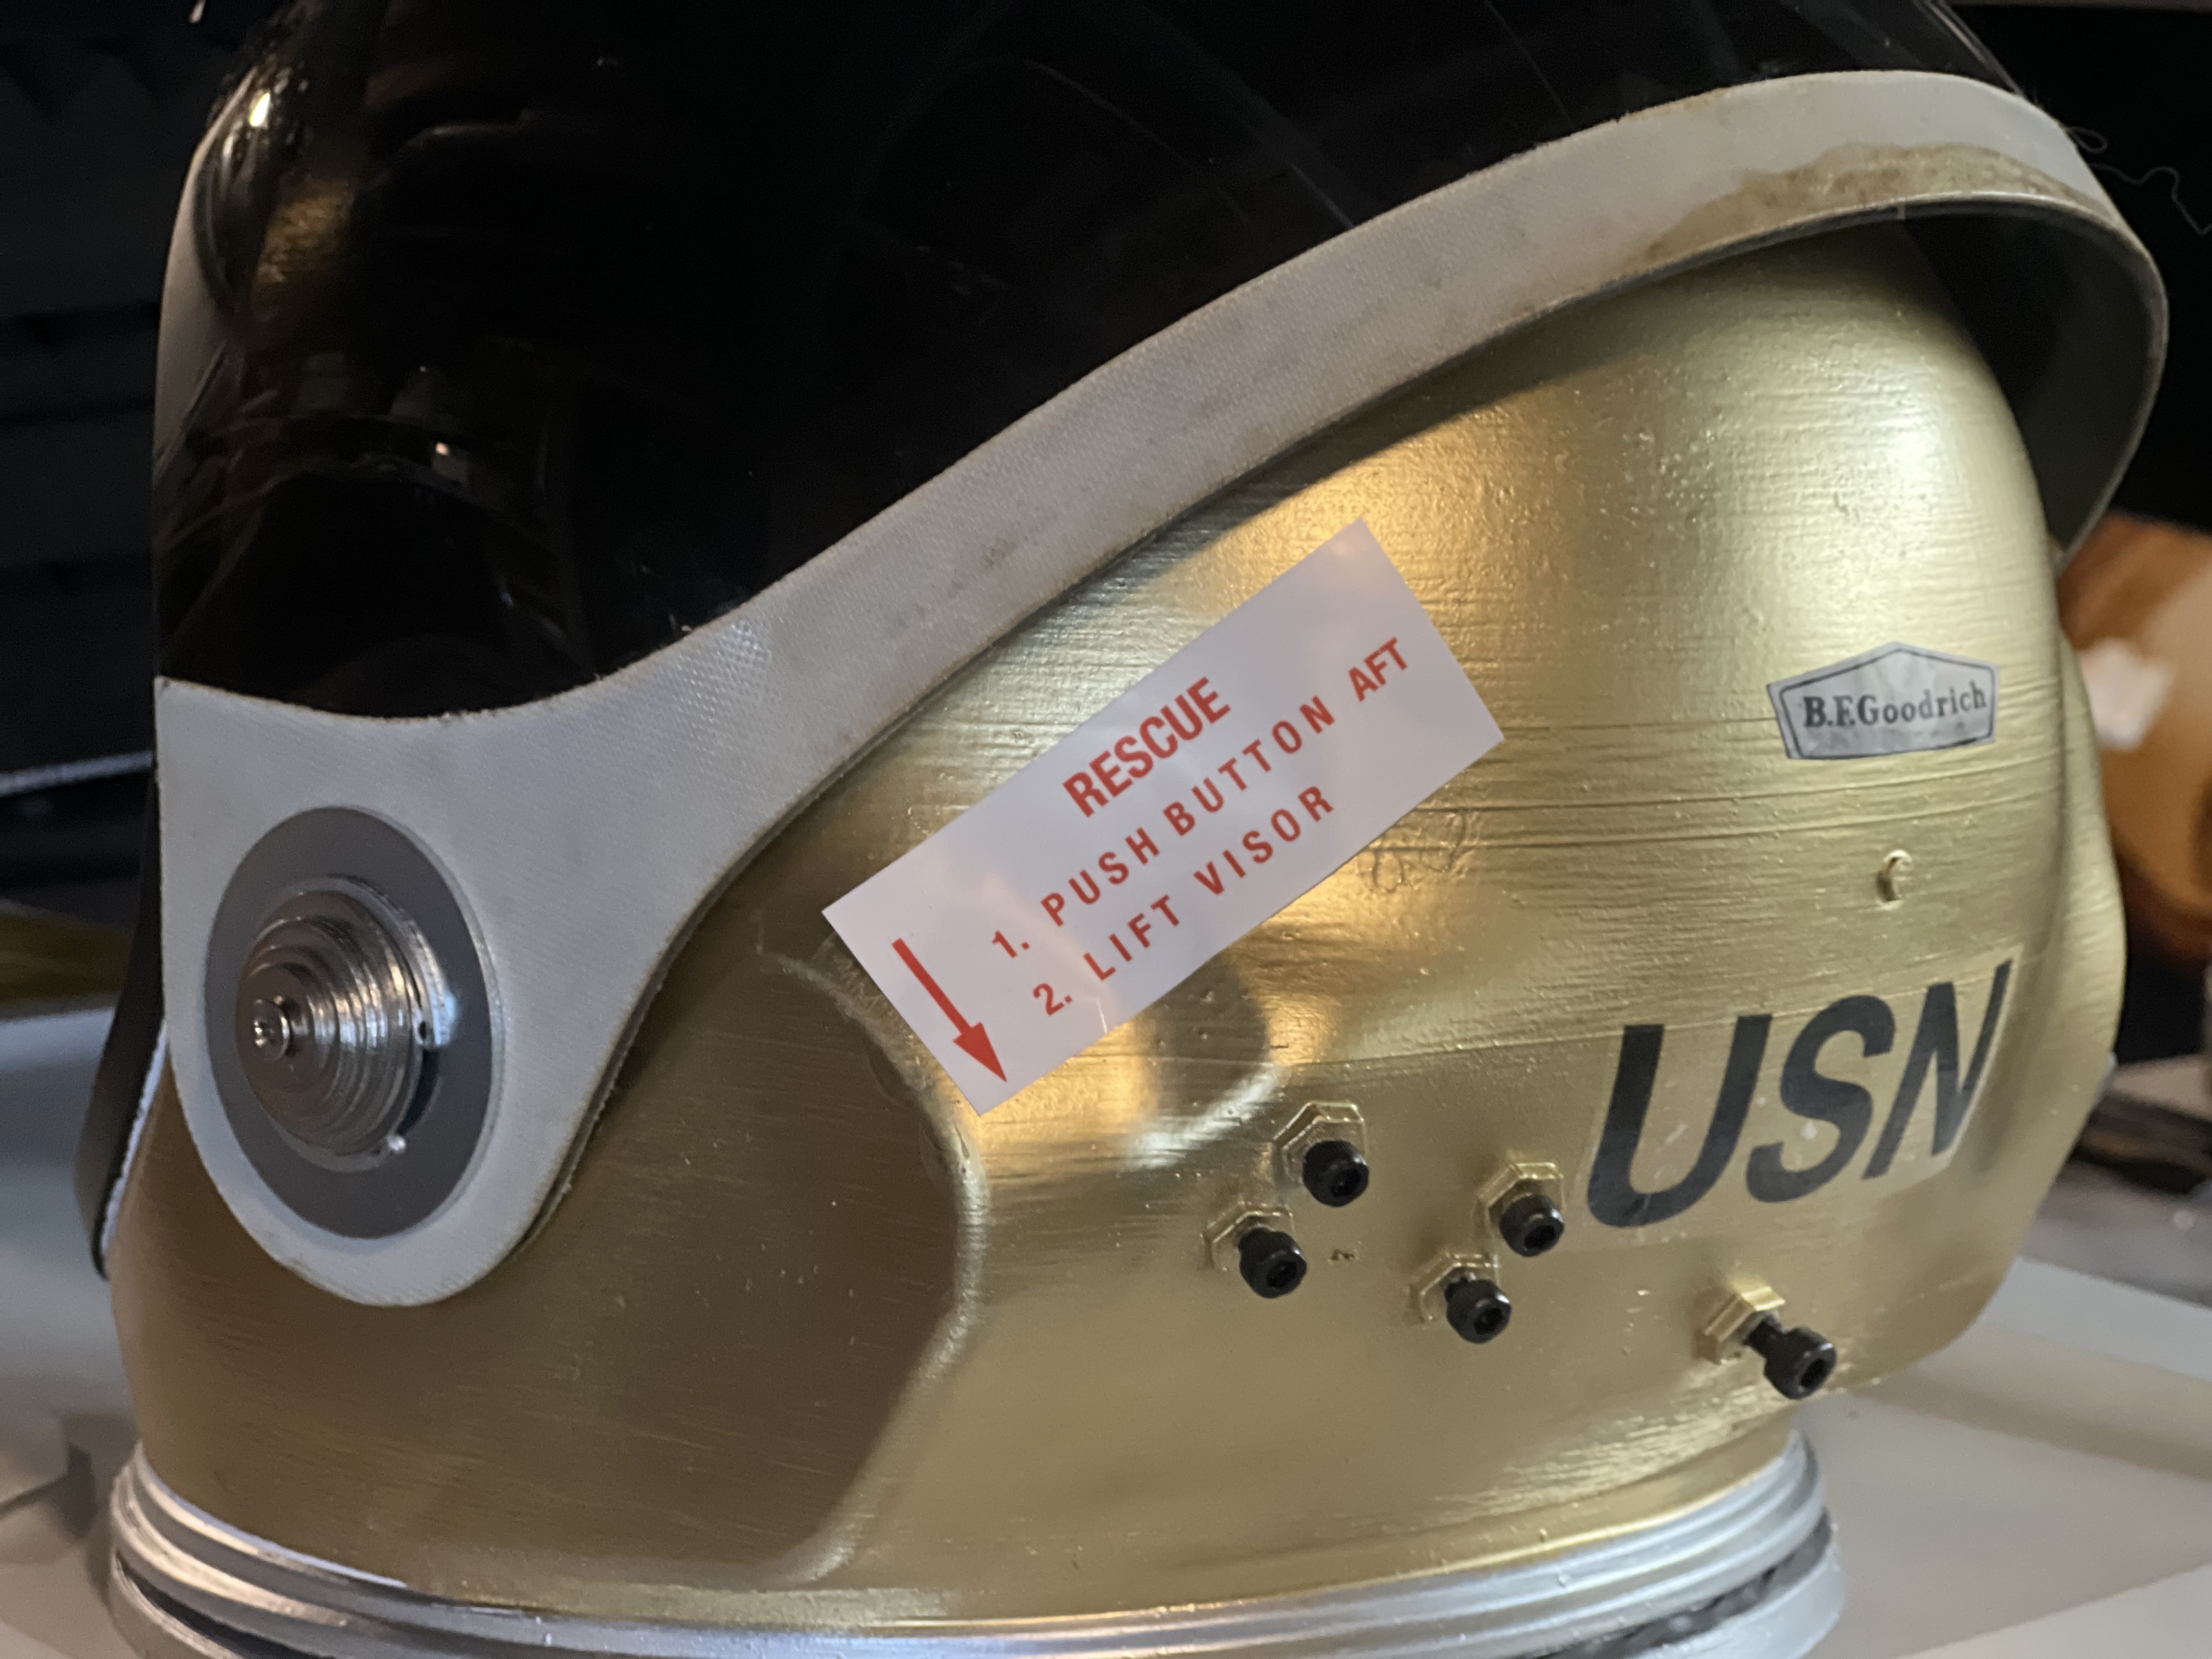 RESCUE
1. PUSH BUTTON AFT
2. LIFT VISOR
B.F.Goodrich
USN